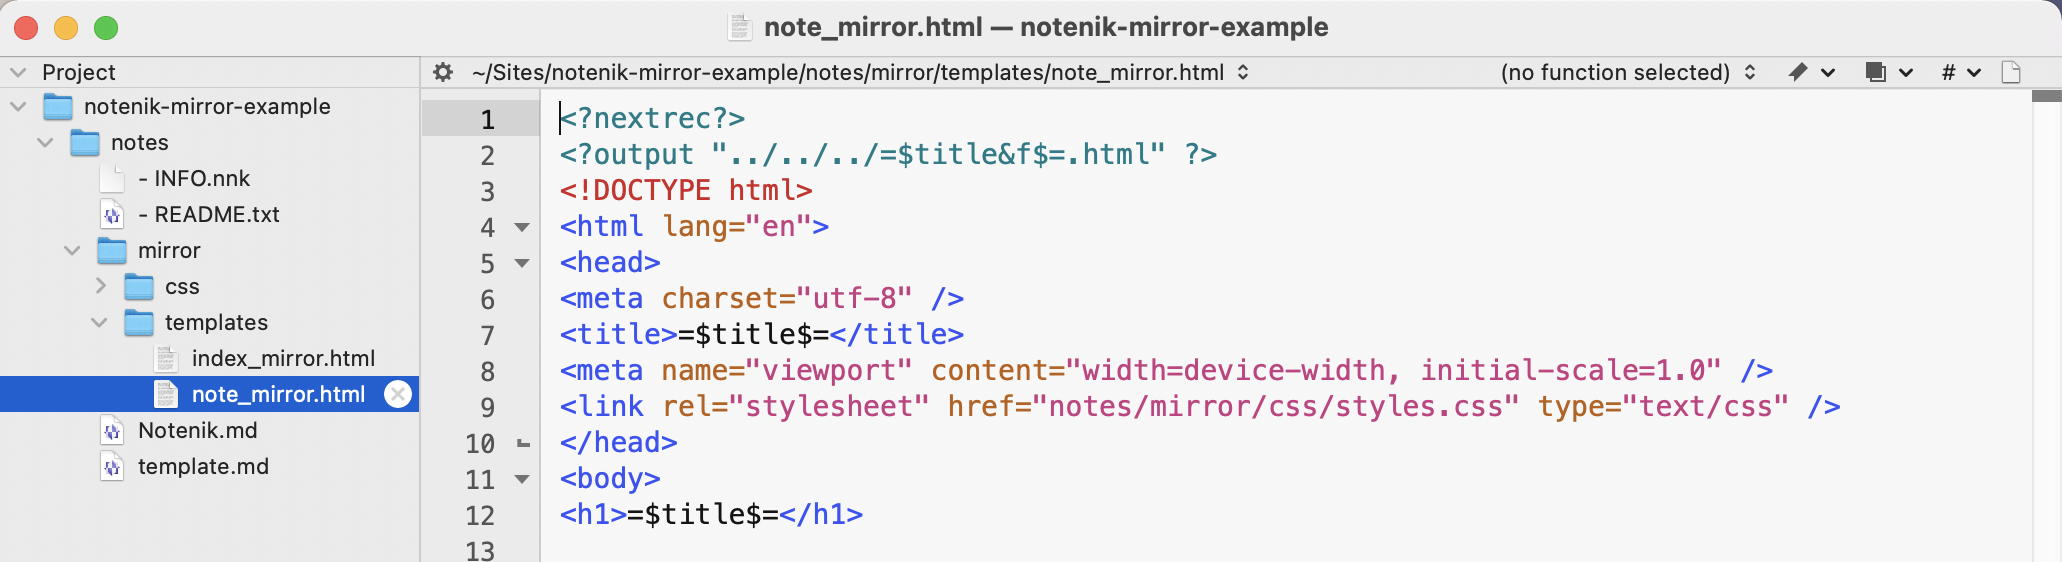 note_mirror.html — notenik-mirror-example
Project
notenik-mirror-example
notes
- INFO.nnk
- README.txt
mirror
css
templates
index_mirror.html
note_mirror.html
Notenik.md
template.md
~/Sites/notenik-mirror-example/notes/mirror/templates/note_mirror.html
(no function selected)
#
1 <?nextrec?>
2 <?output "../../../=$title&f$=.html" ?>
3 <!DOCTYPE html>
4 <html lang="en">
5 <head>
6 <meta charset="utf-8" />
7 <title>=$title$=</title>
8 <meta name="viewport" content="width=device-width, initial-scale=1.0" />
9 <link rel="stylesheet" href="notes/mirror/css/styles.css" type="text/css" />
10 </head>
11 <body>
12 <h1>=$title$=</h1>
13